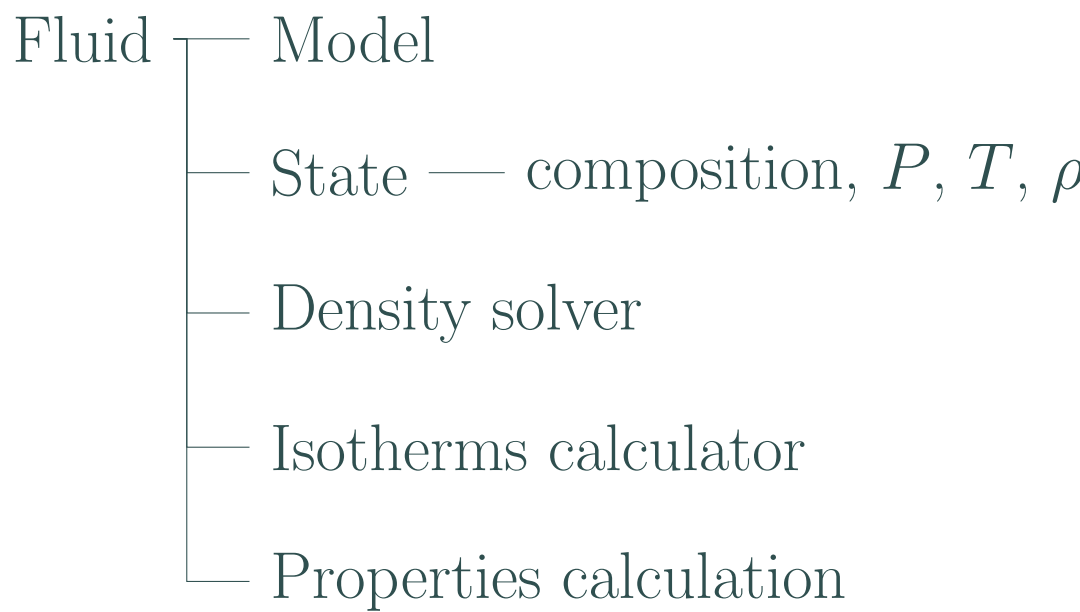 Fluid Model
State composition, P, T, ρ
Density solver
Isotherms calculator
Properties calculation